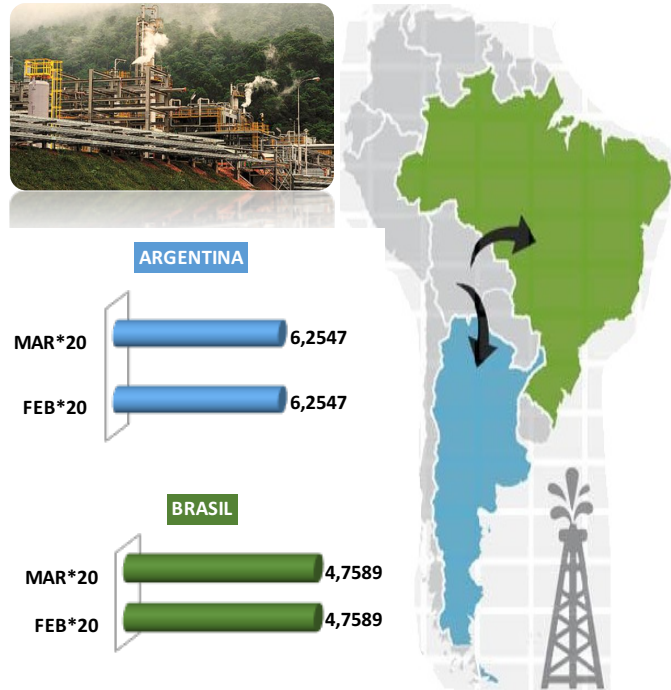 ARGENTINA
MAR*20 6,2547
FEB*20 6,2547
BRASIL
MAR*20 4,7589
FEB*20 4,7589